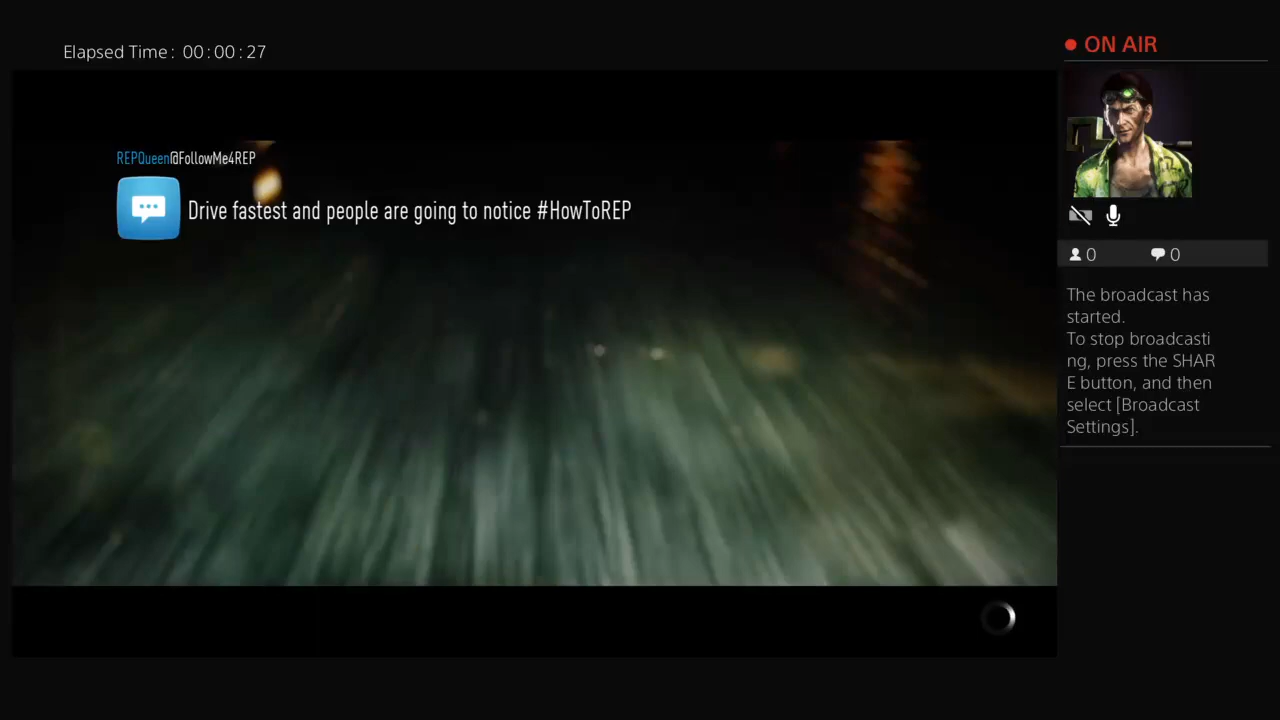 Elapsed Time: 00:00:27
ON AIR
REPQueen@FollowMe4REP
Drive fastest and people are going to notice #HowToREP
0 0
The broadcast has
started.
To stop broadcasti
ng, press the SHAR
E button, and then
select [Broadcast
Settings].